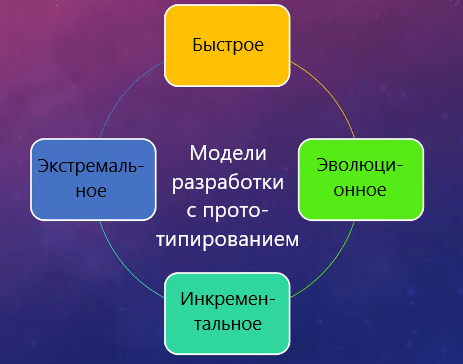 Быстрое
Экстремаль-
ное
Модели
разработки
с прото-
типированием
Эволюци-
онное
Инкремен-
тальное